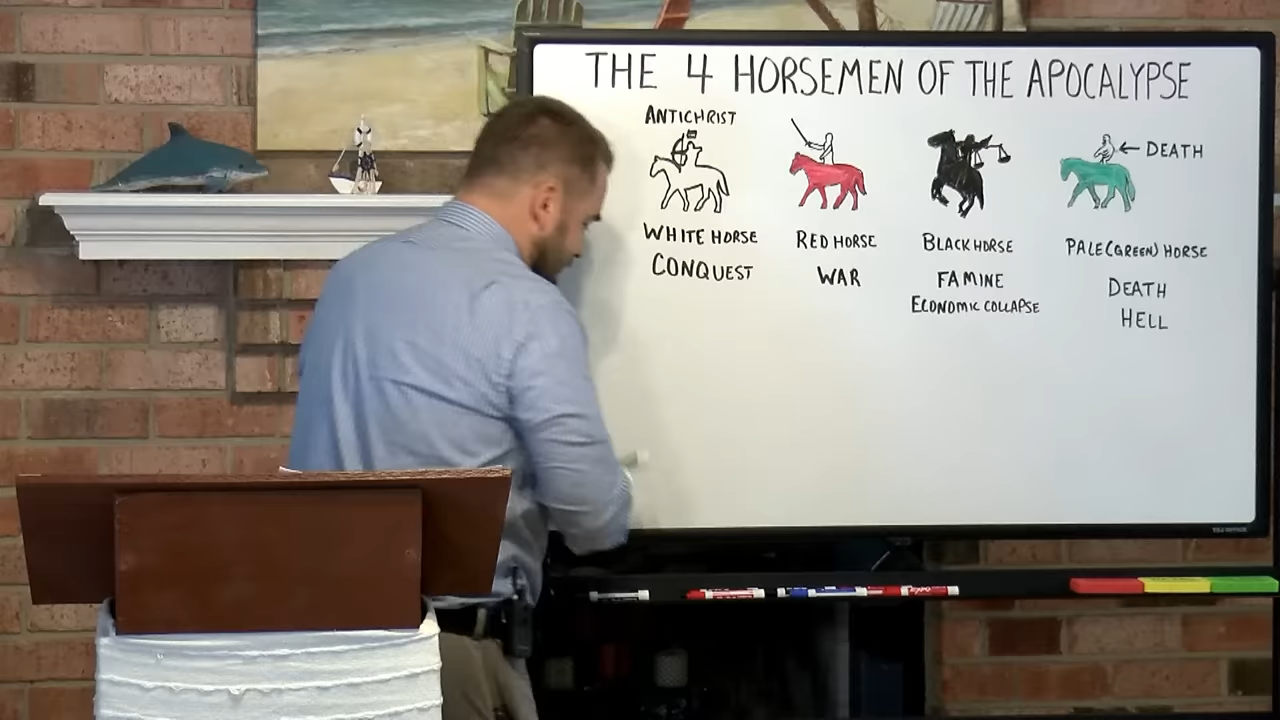 THE 4 HORSEMEN OF THE APOCALYPSE
ANTICHRIST
WHITE HORSE
CONQUEST
RED HORSE
WAR
BLACK HORSE
FAMINE
ECONOMIC COLLAPSE
← DEATH
PALE (GREEN) HORSE
DEATH
HELL